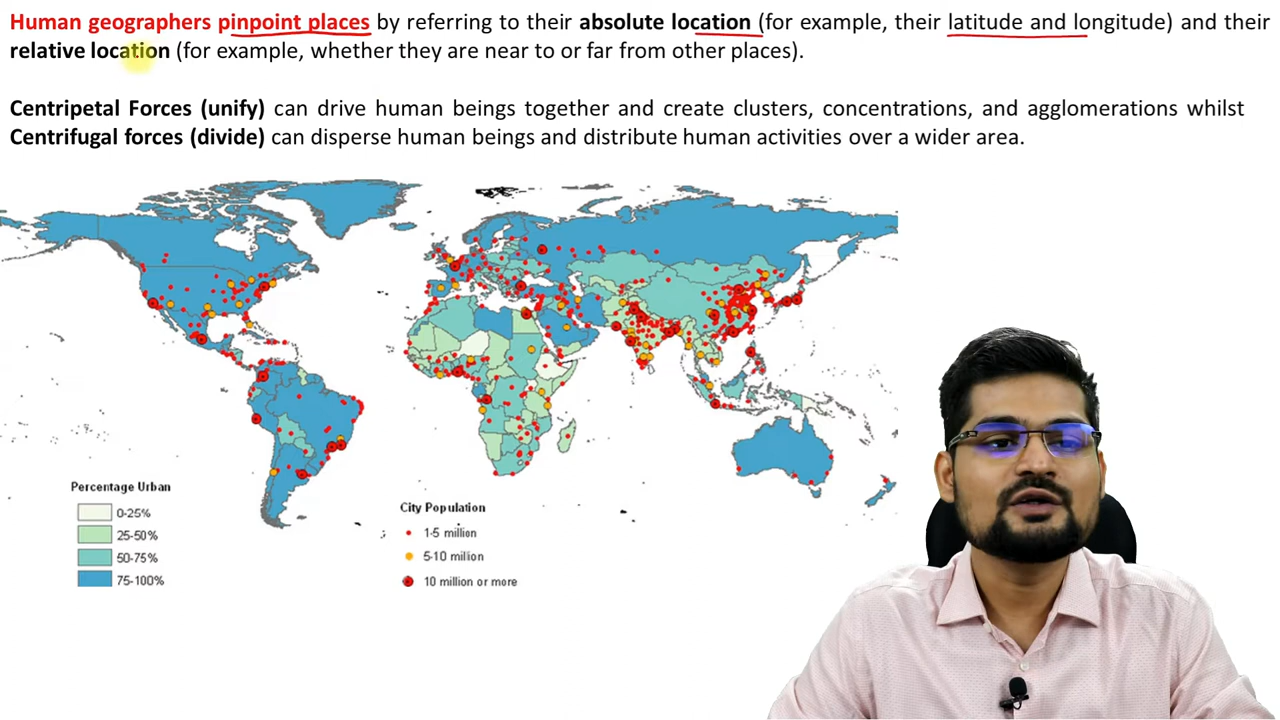 Human geographers pinpoint places by referring to their absolute location (for example, their latitude and longitude) and their
relative location (for example, whether they are near to or far from other places).
Centripetal Forces (unify) can drive human beings together and create clusters, concentrations, and agglomerations whilst
Centrifugal forces (divide) can disperse human beings and distribute human activities over a wider area.
Percentage Urban
0-25%
25-50%
50-75%
75-100%
City Population
1-5 million
5-10 million
10 million or more